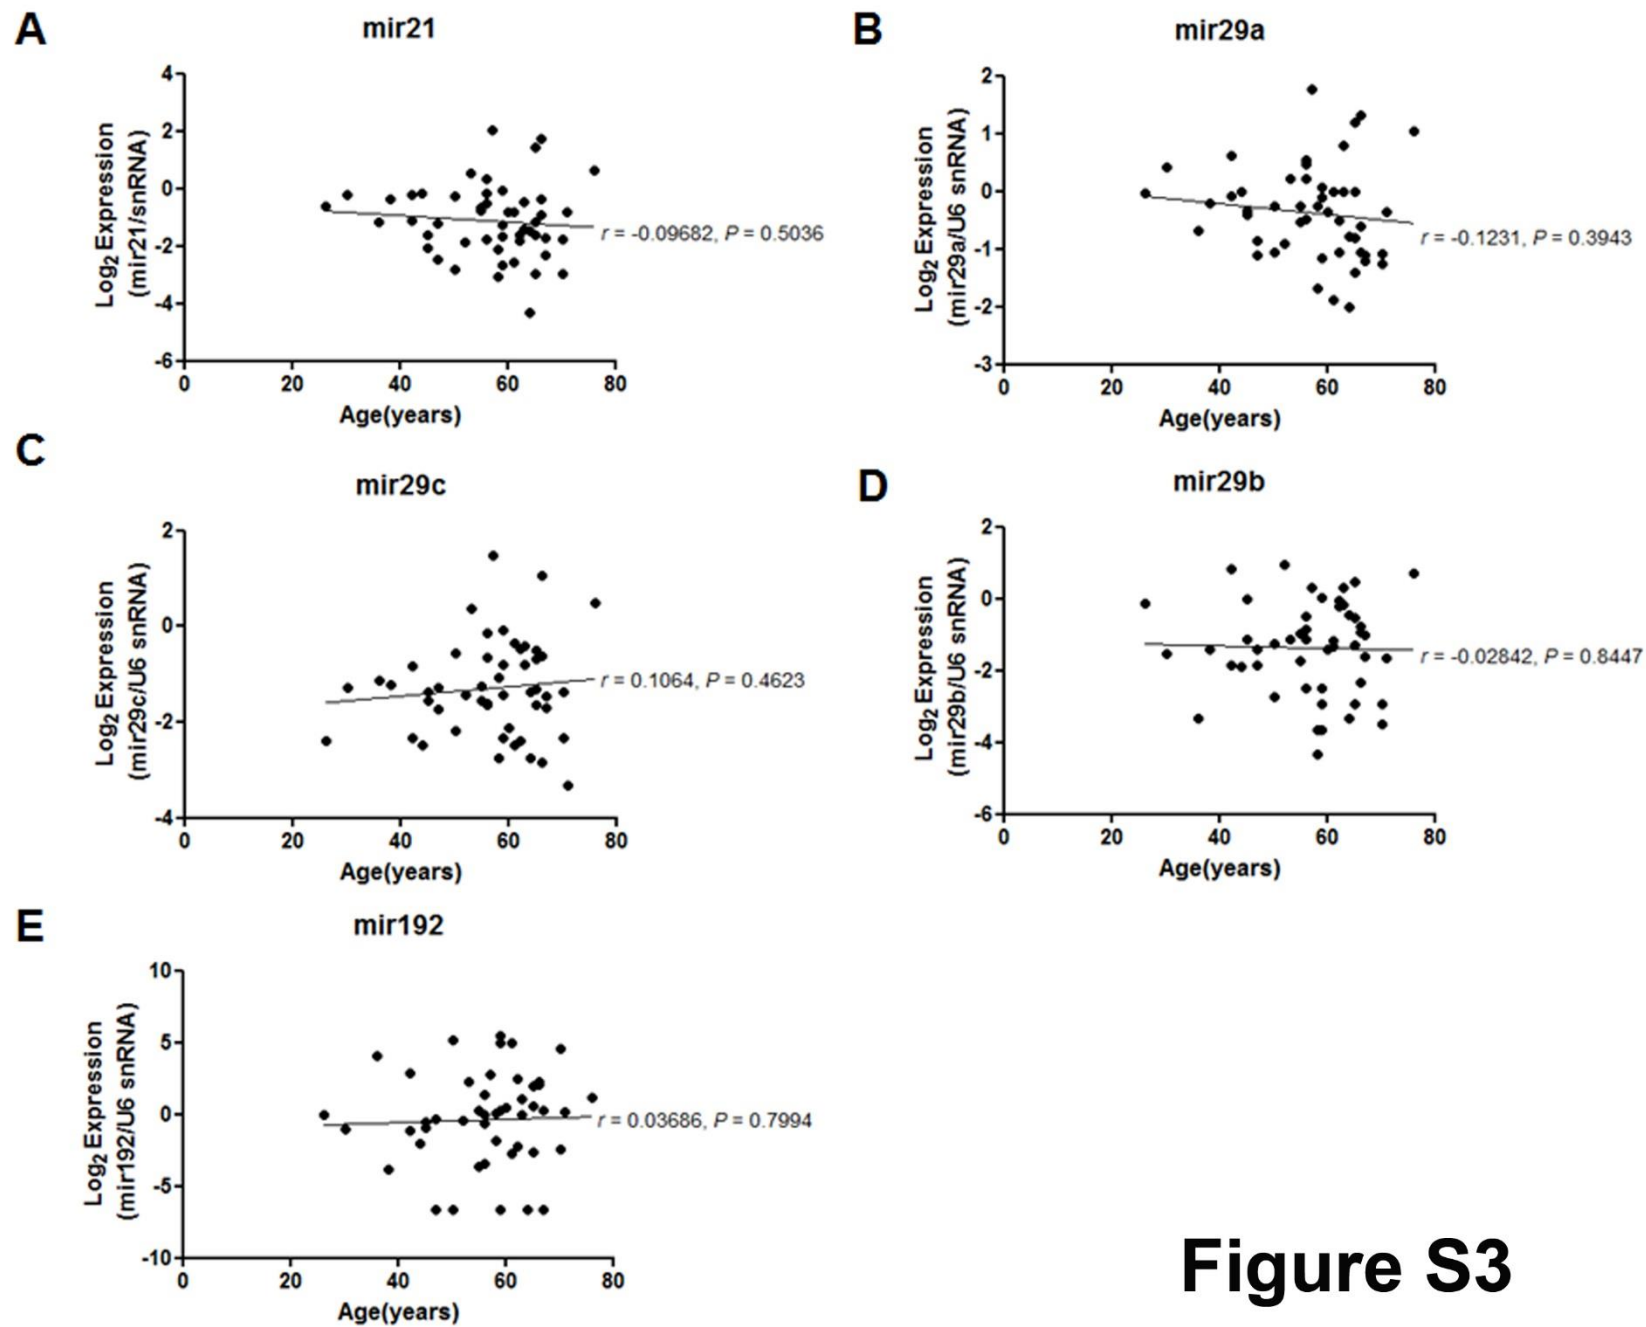 A
mir21
Log2 Expression
(mir21/snRNA)
4
2
0
-2
-4
-6
0 20 40 60 80
Age(years)
r = -0.09682, P = 0.5036
B
mir29a
Log2 Expression
(mir29a/U6 snRNA)
2
1
0
-1
-2
-3
0 20 40 60 80
Age(years)
r = -0.1231, P = 0.3943
C
mir29c
Log2 Expression
(mir29c/U6 snRNA)
2
0
-2
-4
0 20 40 60 80
Age(years)
r = 0.1064, P = 0.4623
D
mir29b
Log2 Expression
(mir29b/U6 snRNA)
2
0
-2
-4
-6
0 20 40 60 80
Age(years)
r = -0.02842, P = 0.8447
E
mir192
Log2 Expression
(mir192/U6 snRNA)
10
5
0
-5
-10
0 20 40 60 80
Age(years)
r = 0.03686, P = 0.7994
Figure S3